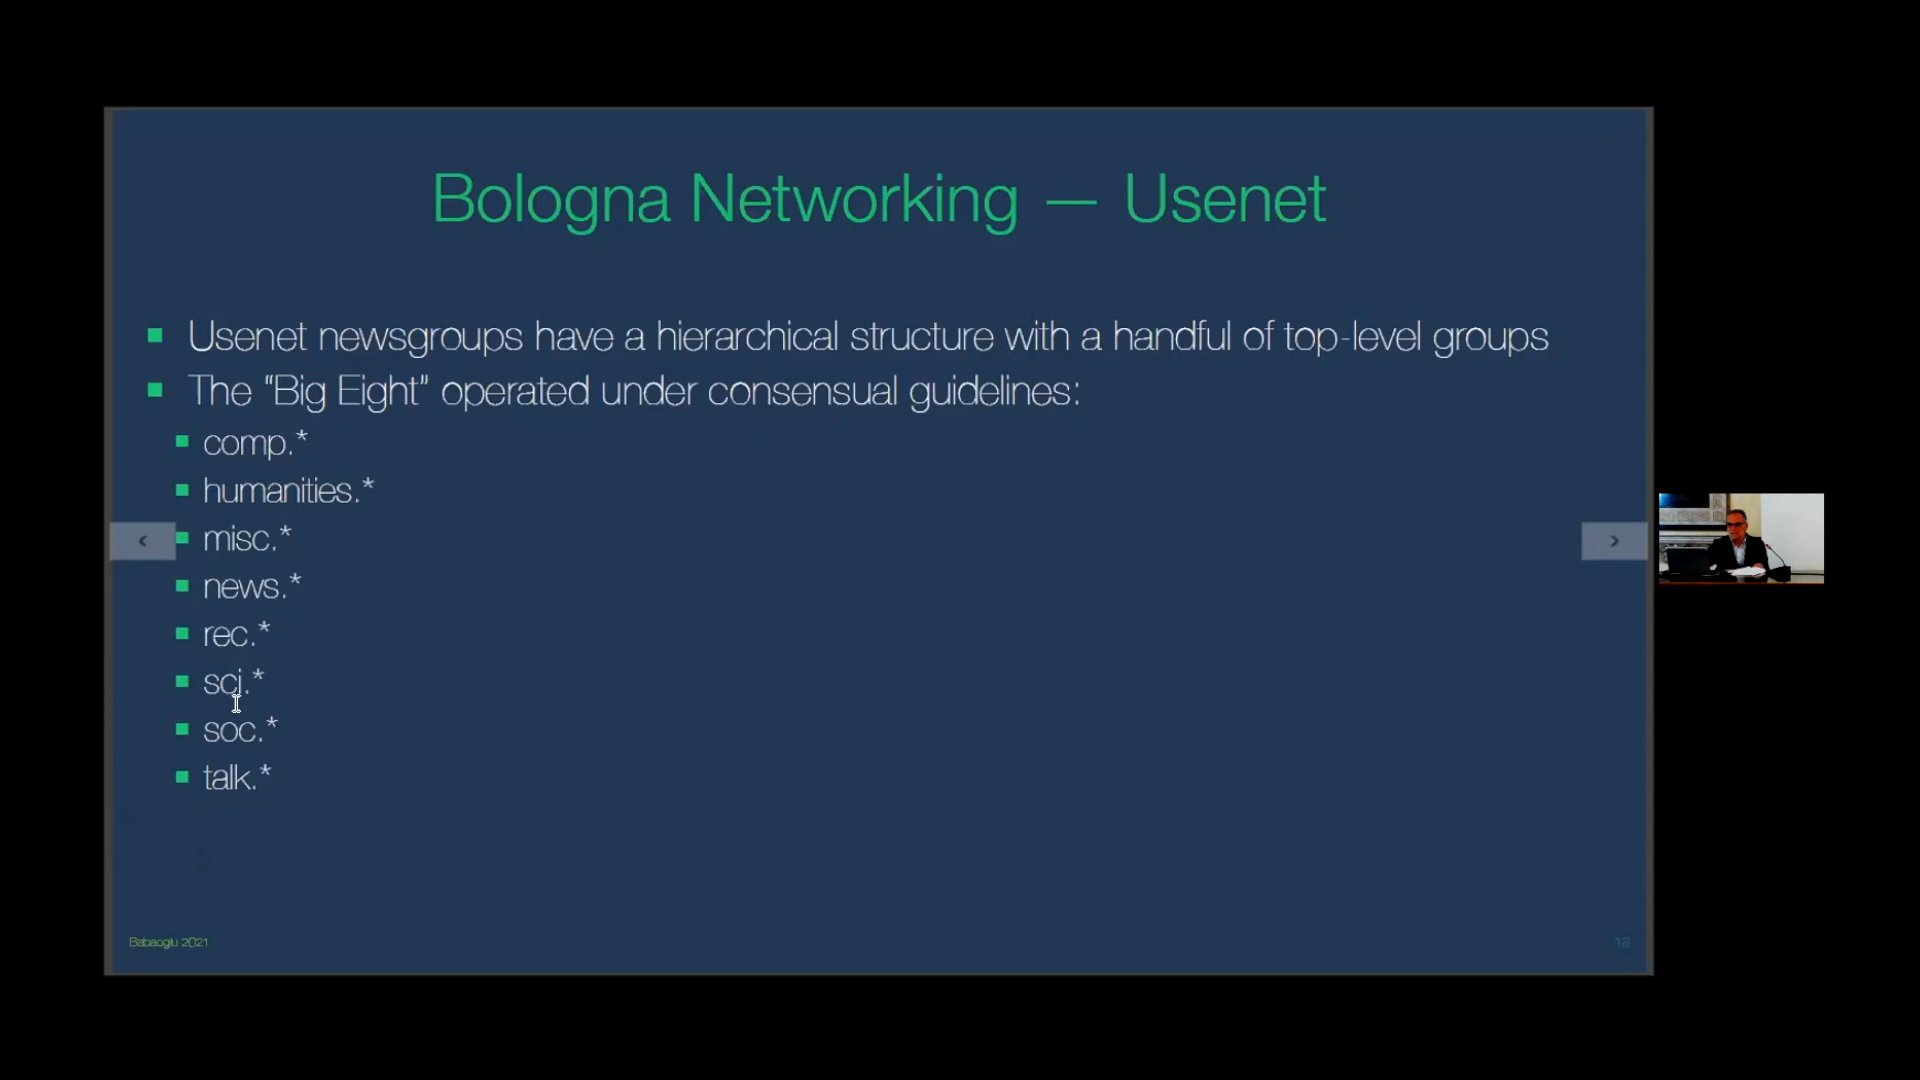 Bologna Networking — Usenet
Usenet newsgroups have a hierarchical structure with a handful of top-level groups
The "Big Eight" operated under consensual guidelines:
comp.*
humanities.*
misc.*
news.*
rec.*
sci.*
soc.*
talk.*
Babaoglu 2021